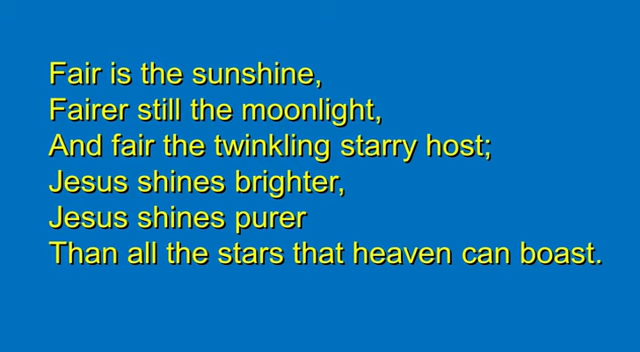 Fair is the sunshine,
Fairer still the moonlight,
And fair the twinkling starry host;
Jesus shines brighter,
Jesus shines purer
Than all the stars that heaven can boast.